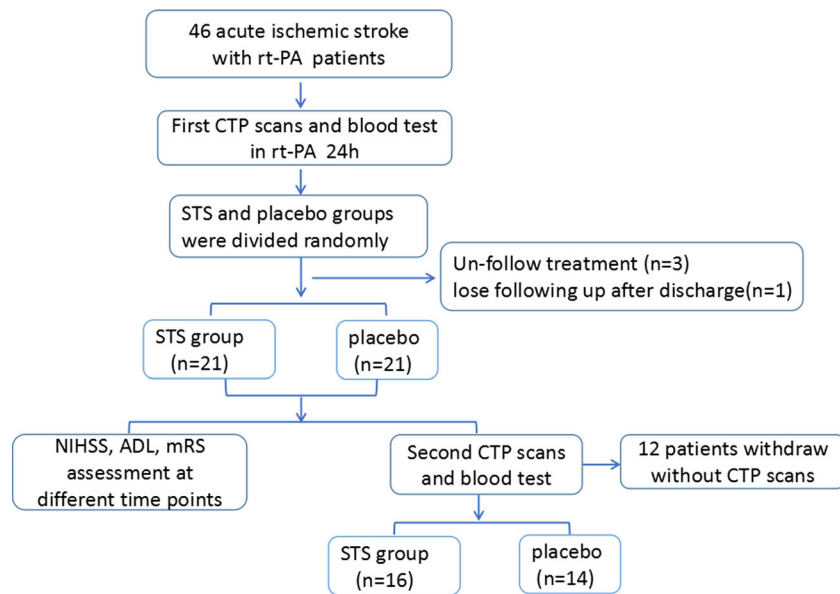 46 acute ischemic stroke
with rt-PA patients
First CTP scans and blood test
in rt-PA 24h
STS and placebo groups
were divided randomly
Un-follow treatment (n=3)
lose following up after discharge(n=1)
STS group
(n=21)
placebo
(n=21)
NIHSS, ADL, mRS
assessment at
different time points
Second CTP scans
and blood test
12 patients withdraw
without CTP scans
STS group
(n=16)
placebo
(n=14)